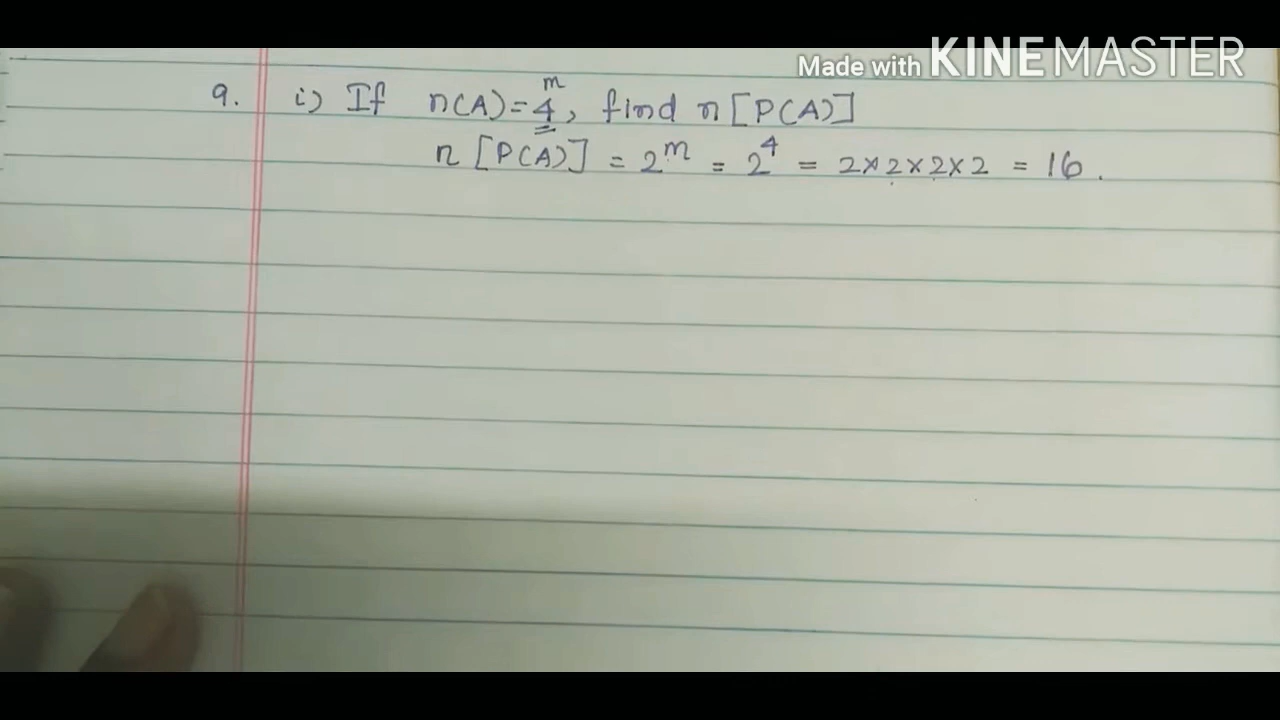 Made with KINEMASTER
9. i) If n(A) = 4, find n[P(A)]
m
n[P(A)] = 2^m = 2^4 = 2×2×2×2 = 16.